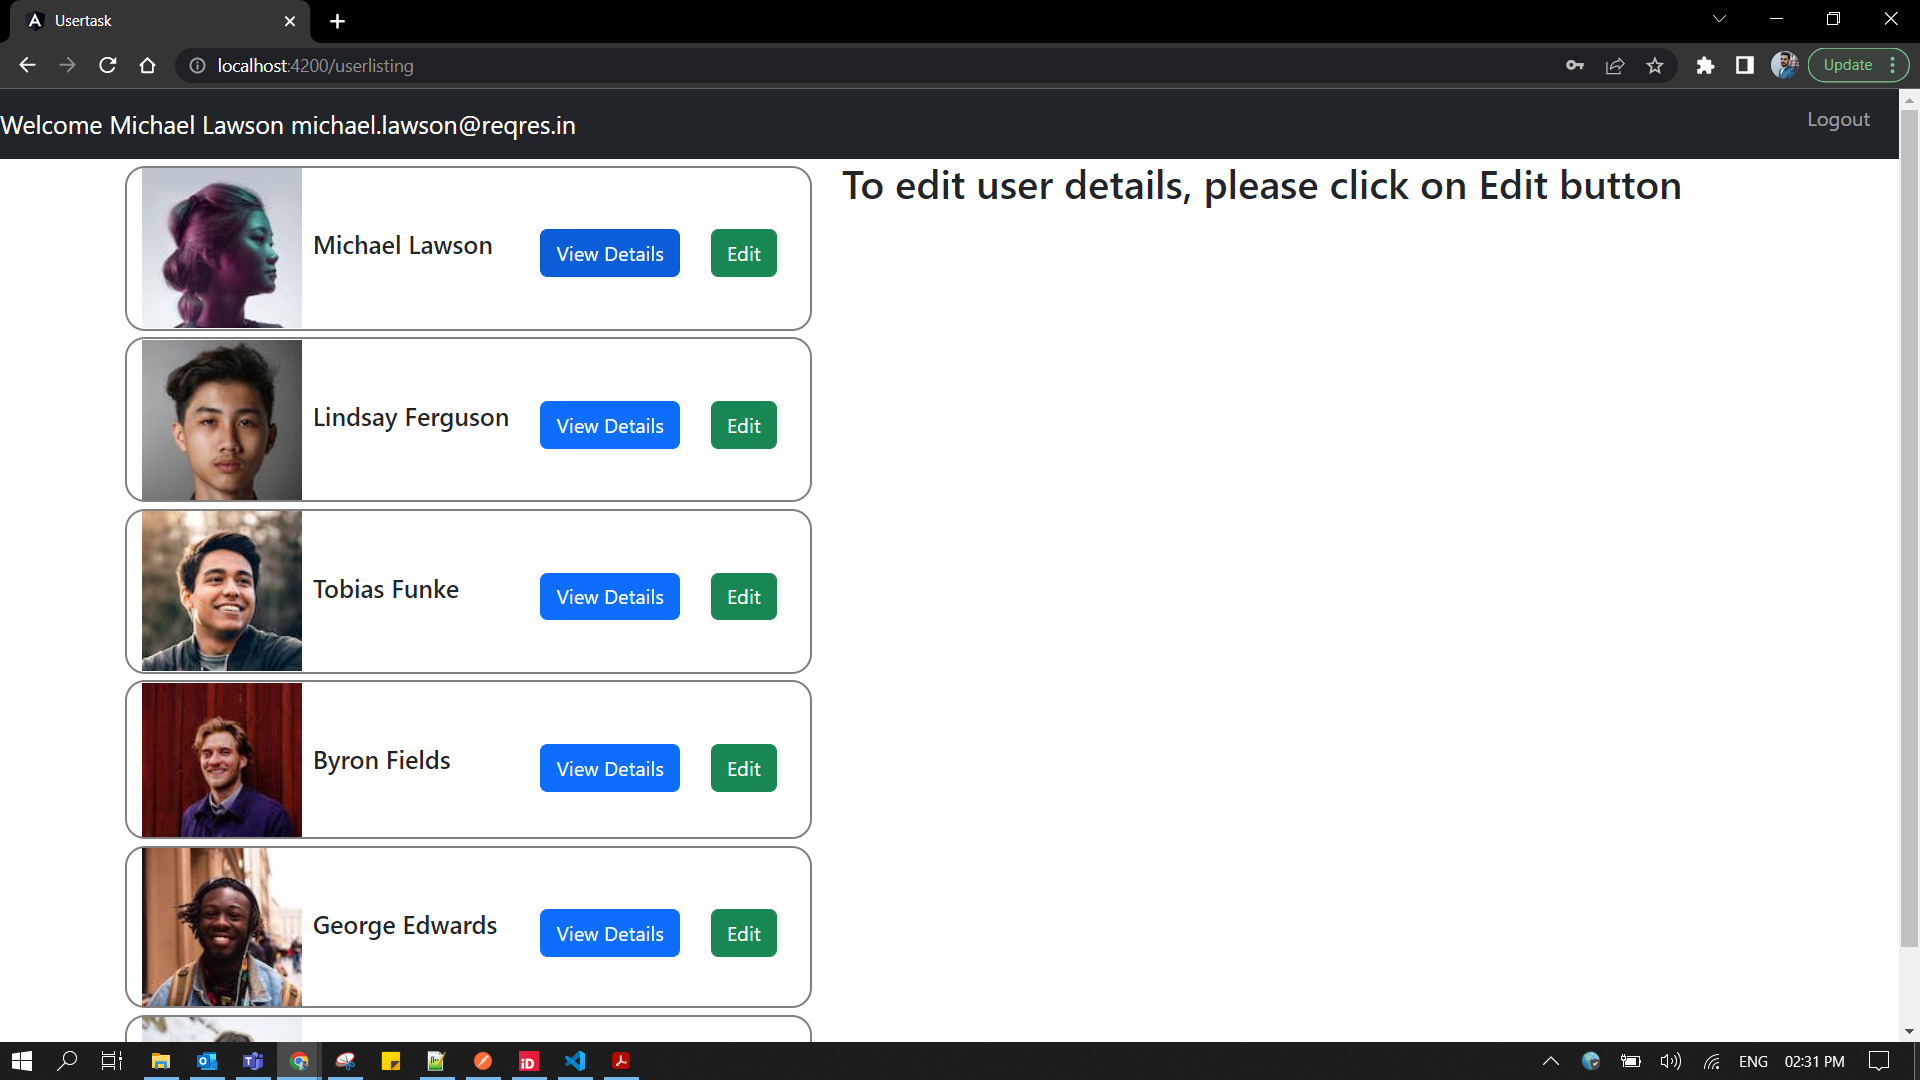 Usertask
localhost:4200/userlisting
Update
Welcome Michael Lawson michael.lawson@reqres.in
Logout
To edit user details, please click on Edit button
Michael Lawson
View Details
Edit
Lindsay Ferguson
View Details
Edit
Tobias Funke
View Details
Edit
Byron Fields
View Details
Edit
George Edwards
View Details
Edit
ENG
02:31 PM